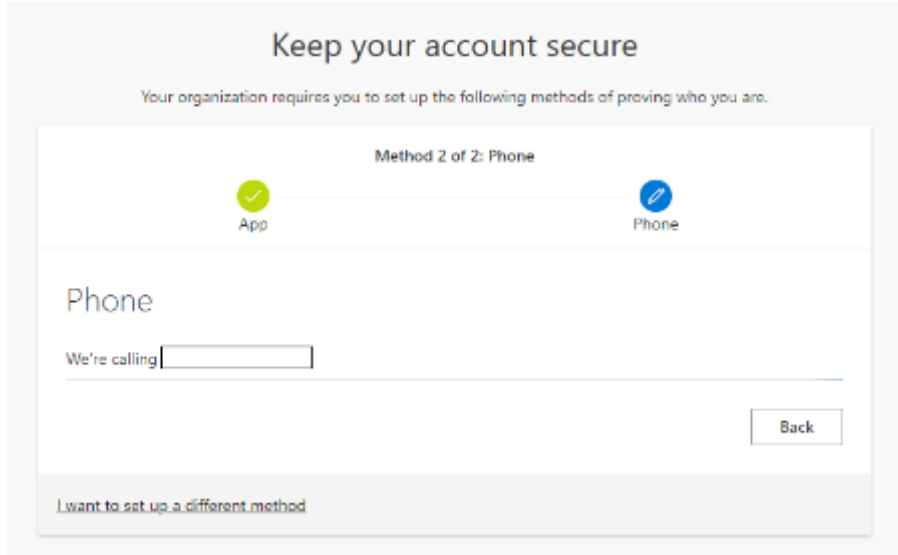 Keep your account secure
Your organization requires you to set up the following methods of proving who you are.
Method 2 of 2: Phone
App
Phone
Phone
We're calling
Back
I want to set up a different method